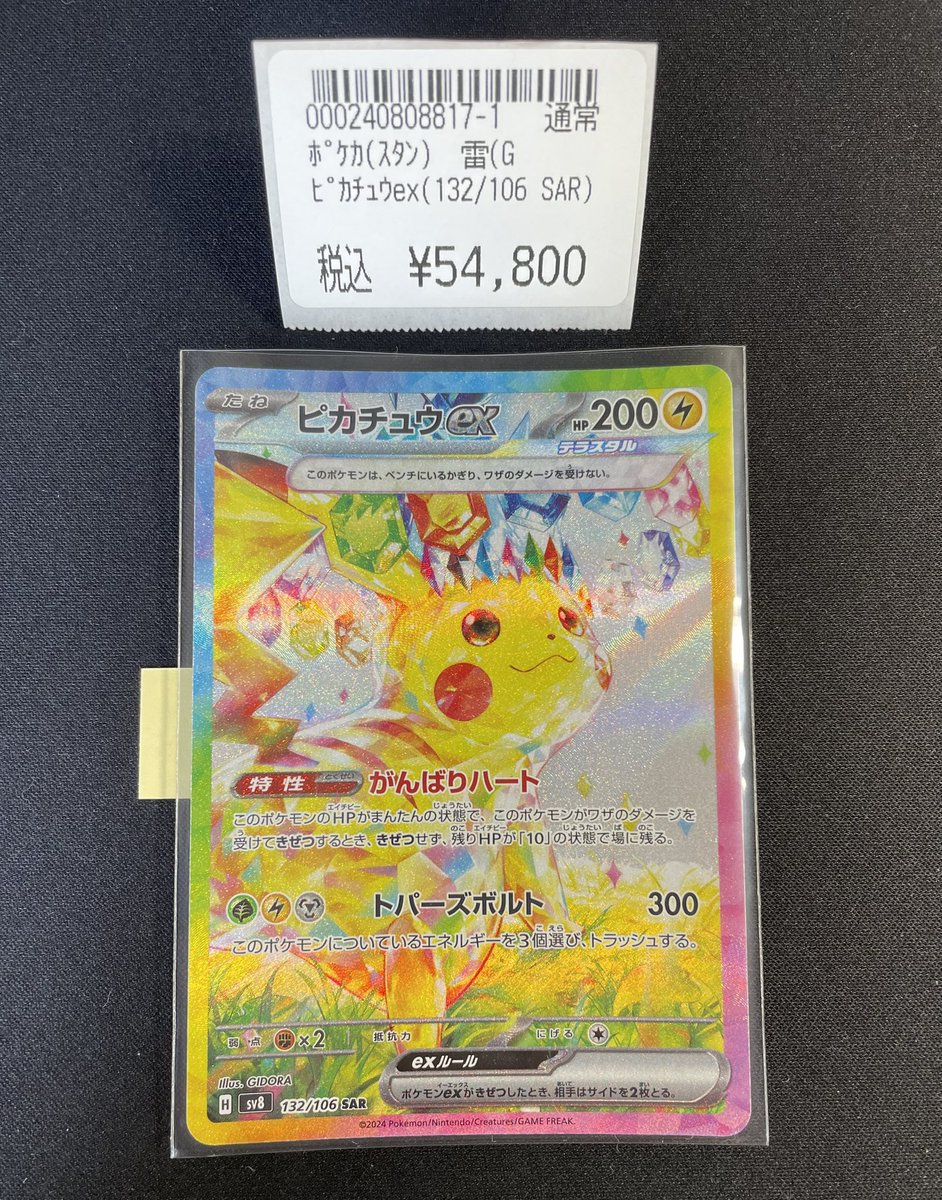 000240808817-1 通常
ﾎﾟｹｶ(ｽﾀﾝ) 雷(G
ﾋﾟｶﾁｭｳex(132/106 SAR)
税込 ¥54,800
たね ピカチュウex HP200
テラスタル
このポケモンは、ベンチにいるかぎり、ワザのダメージを受けない。
特性 とくせい がんばりハート
このポケモンのHPがまんたんの状態で、このポケモンがワザのダメージを
受けてきぜつするとき、きぜつせず、残りHPが「10」の状態で場に残る。
トパーズボルト 300
このポケモンについているエネルギーを3個選び、トラッシュする。
弱点 ×2 抵抗力 にげる
exルール
ポケモンexがきぜつしたとき、相手はサイドを2枚とる。
Illus. GIDORA
H sv8 132/106 SAR
©2024 Pokémon/Nintendo/Creatures/GAME FREAK.